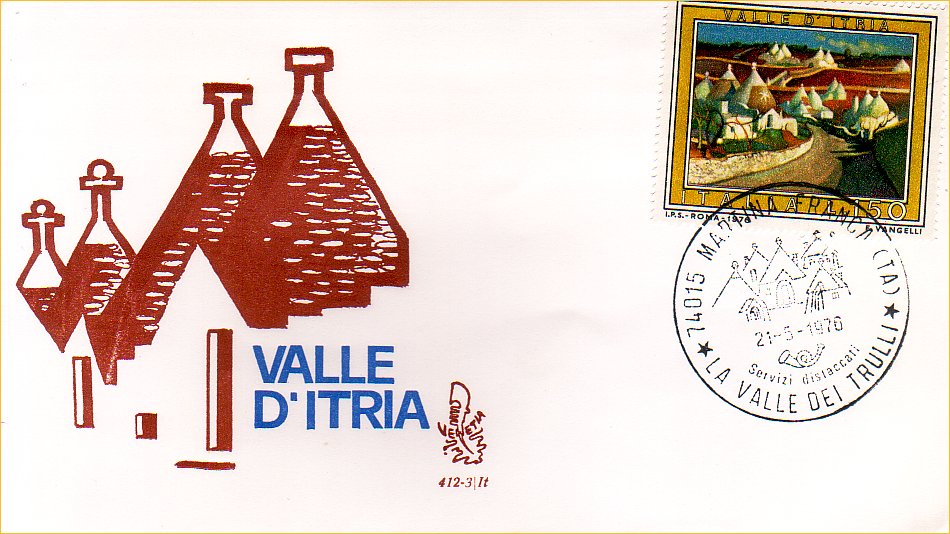 VALLE D'ITRIA
ITALIA 150
I.P.S.-ROMA-1976 E. VANGELLI
74015 MARTINA FRANCA (TA)
21-5-1976
Servizi distaccati
★ LA VALLE DEI TRULLI ★
VALLE
D'ITRIA
412-3|It